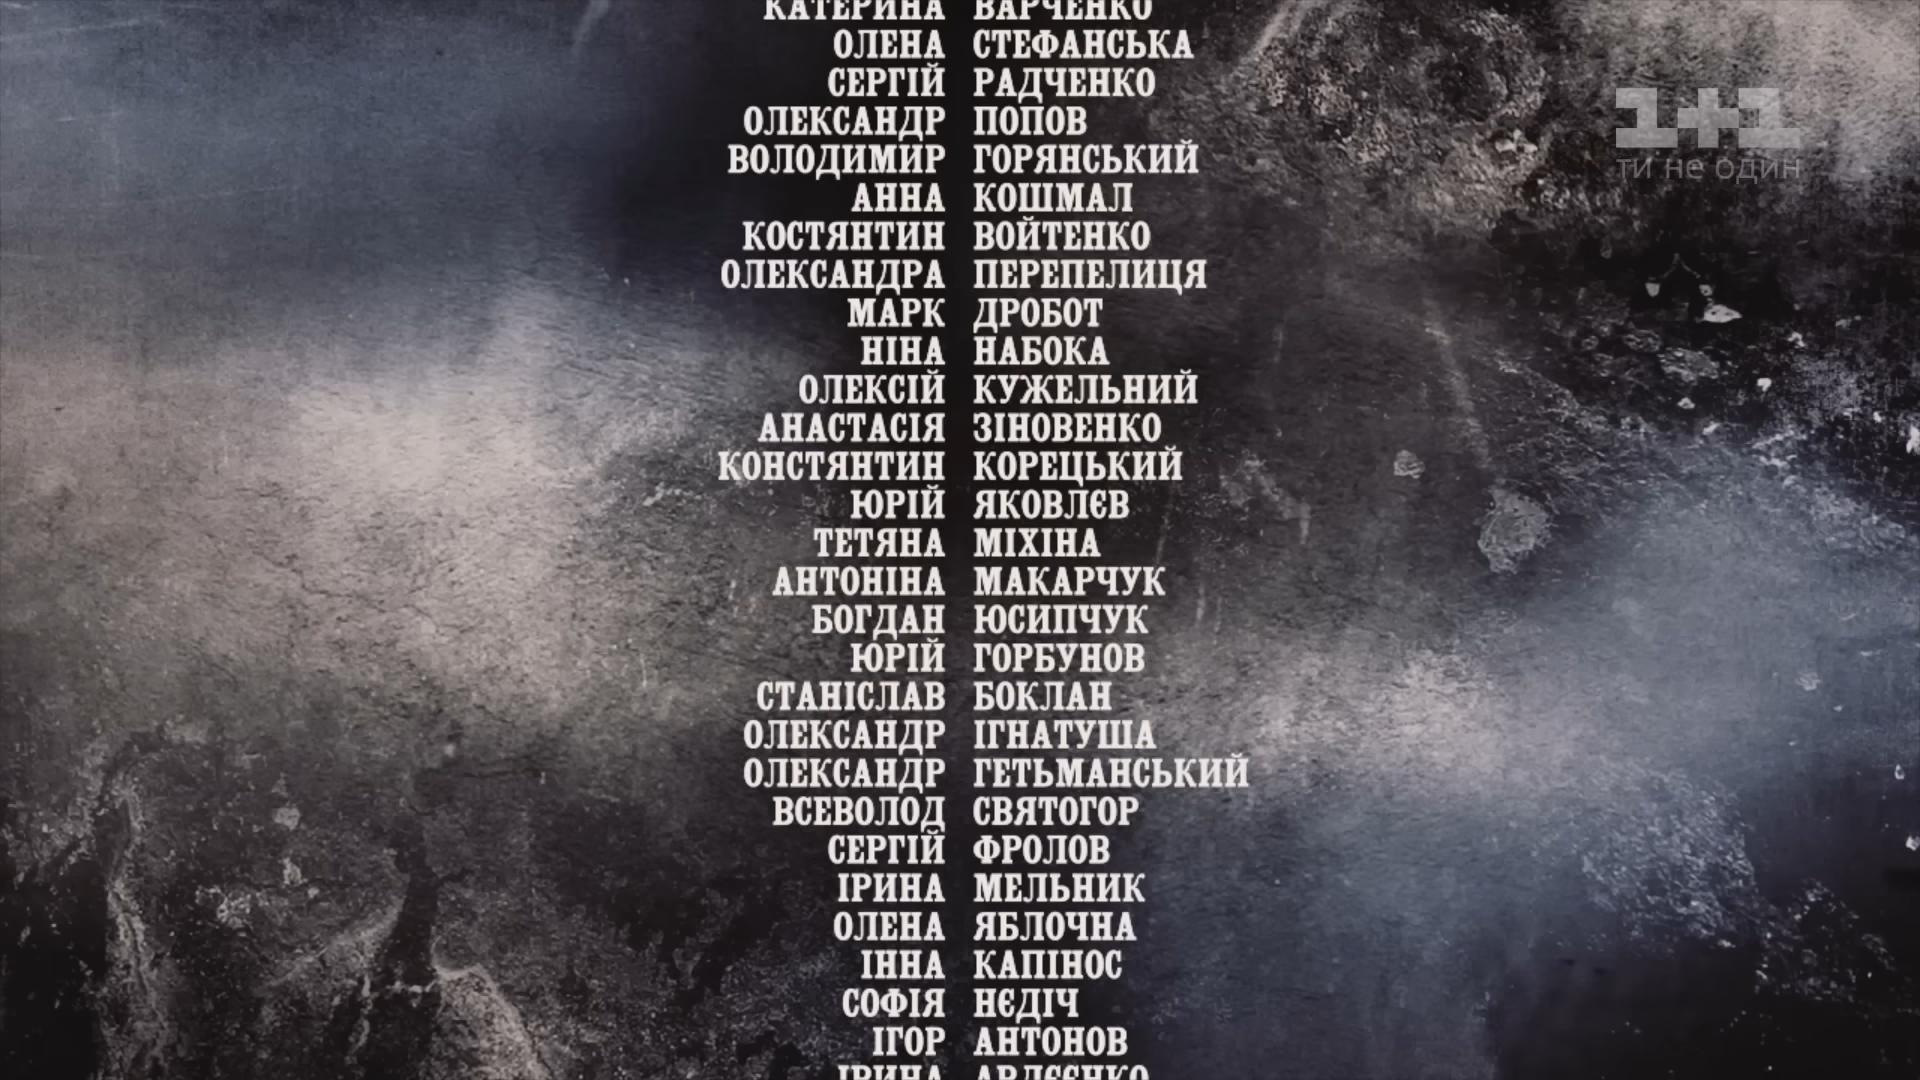 КАТЕРИНА ВАРЧЕНКО
ОЛЕНА СТЕФАНСЬКА
СЕРГІЙ РАДЧЕНКО
ОЛЕКСАНДР ПОПОВ
ВОЛОДИМИР ГОРЯНСЬКИЙ
АННА КОШМАЛ
КОСТЯНТИН ВОЙТЕНКО
ОЛЕКСАНДРА ПЕРЕПЕЛИЦЯ
МАРК ДРОБОТ
НІНА НАБОКА
ОЛЕКСІЙ КУЖЕЛЬНИЙ
АНАСТАСІЯ ЗІНОВЕНКО
КОНСТЯНТИН КОРЕЦЬКИЙ
ЮРІЙ ЯКОВЛЄВ
ТЕТЯНА МІХІНА
АНТОНІНА МАКАРЧУК
БОГДАН ЮСИПЧУК
ЮРІЙ ГОРБУНОВ
СТАНІСЛАВ БОКЛАН
ОЛЕКСАНДР ІГНАТУША
ОЛЕКСАНДР ГЕТЬМАНСЬКИЙ
ВСЕВОЛОД СВЯТОГОР
СЕРГІЙ ФРОЛОВ
ІРИНА МЕЛЬНИК
ОЛЕНА ЯБЛОЧНА
ІННА КАПІНОС
СОФІЯ НЄДІЧ
ІГОР АНТОНОВ
ІРИНА АВДЄЄНКО
1+1
ти не один